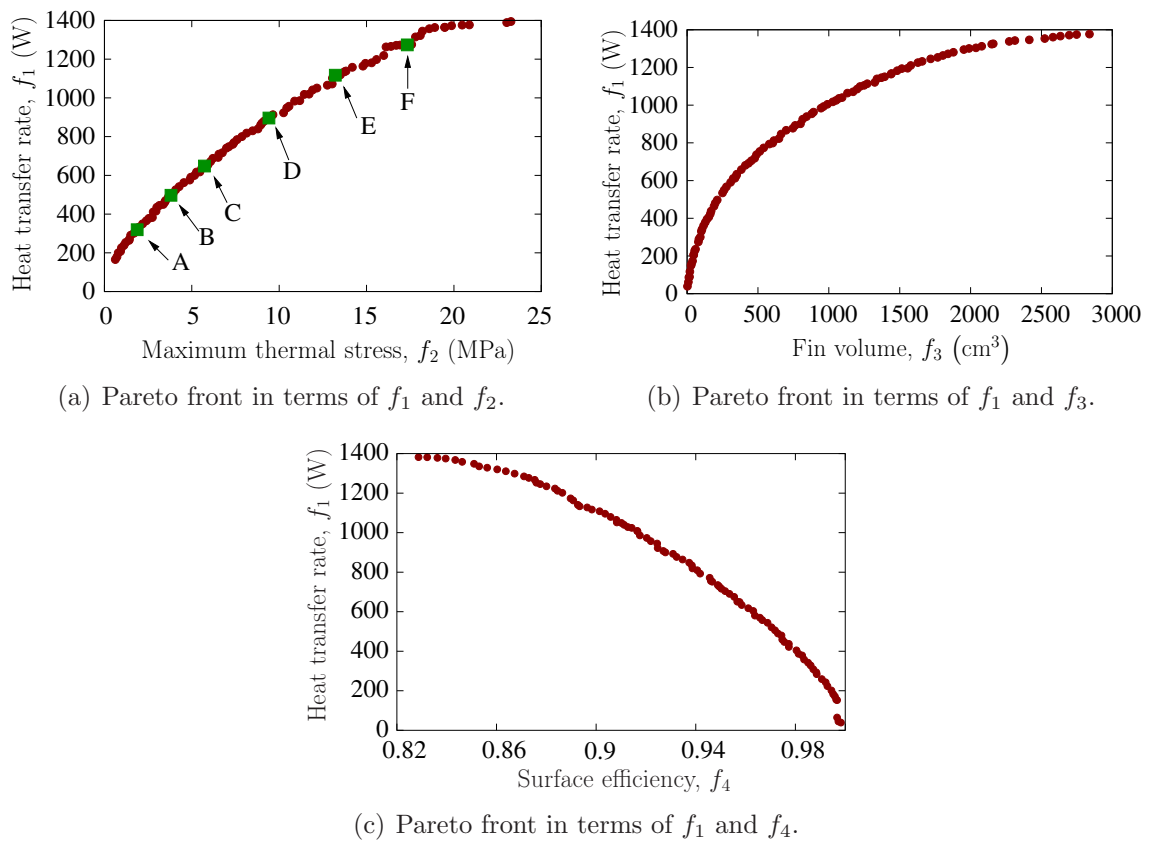 1400
1200
1000
800
600
400
200
0
Heat transfer rate, f₁ (W)
A
B
C
D
E
F
0 5 10 15 20 25
Maximum thermal stress, f₂ (MPa)
(a) Pareto front in terms of f₁ and f₂.
1400
1200
1000
800
600
400
200
0
Heat transfer rate, f₁ (W)
0 500 1000 1500 2000 2500 3000
Fin volume, f₃ (cm³)
(b) Pareto front in terms of f₁ and f₃.
1400
1200
1000
800
600
400
200
0
Heat transfer rate, f₁ (W)
0.82 0.86 0.9 0.94 0.98
Surface efficiency, f₄
(c) Pareto front in terms of f₁ and f₄.